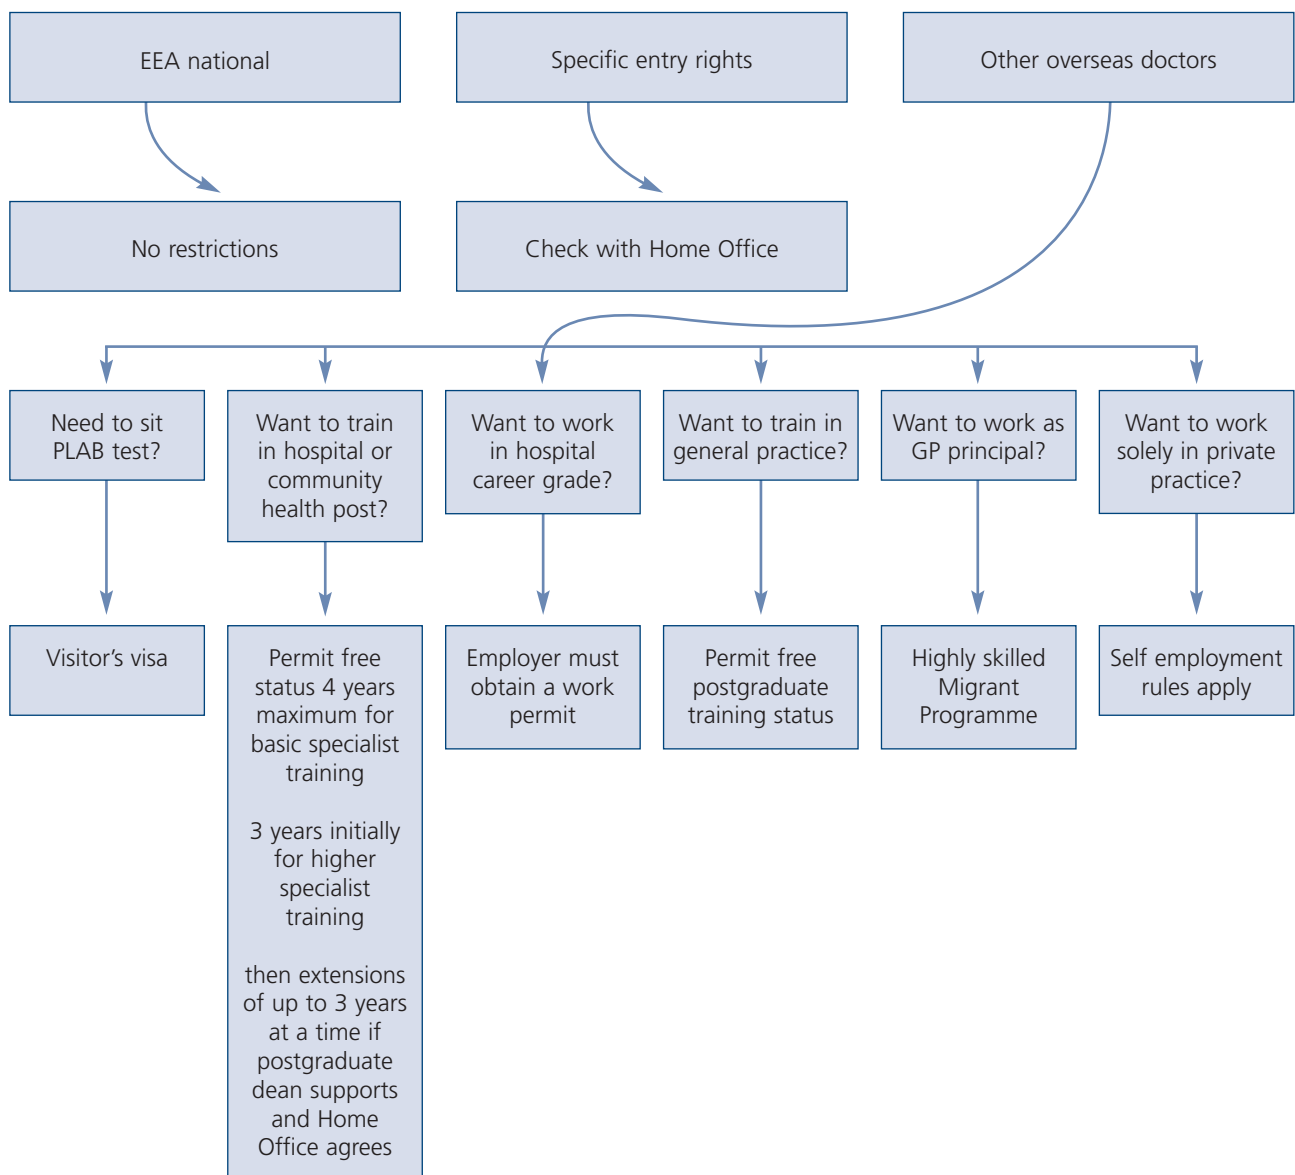 EEA national
Specific entry rights
Other overseas doctors
No restrictions
Check with Home Office
Need to sit
PLAB test?
Want to train
in hospital or
community
health post?
Want to work
in hospital
career grade?
Want to train in
general practice?
Want to work as
GP principal?
Want to work
solely in private
practice?
Visitor’s visa
Permit free
status 4 years
maximum for
basic specialist
training
3 years initially
for higher
specialist
training
then extensions
of up to 3 years
at a time if
postgraduate
dean supports
and Home
Office agrees
Employer must
obtain a work
permit
Permit free
postgraduate
training status
Highly skilled
Migrant
Programme
Self employment
rules apply